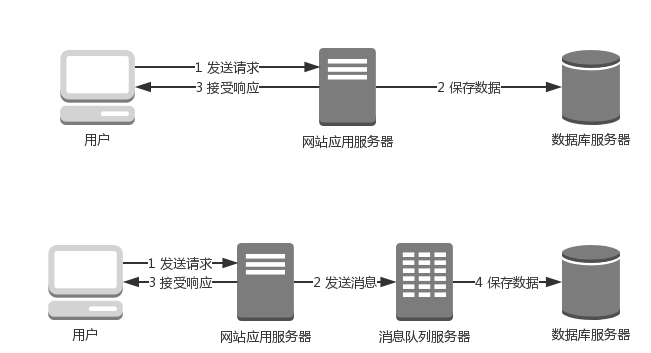 1 发送请求
3 接受响应
2 保存数据
用户
网站应用服务器
数据库服务器
1 发送请求
3 接受响应
2 发送消息
4 保存数据
用户
网站应用服务器
消息队列服务器
数据库服务器